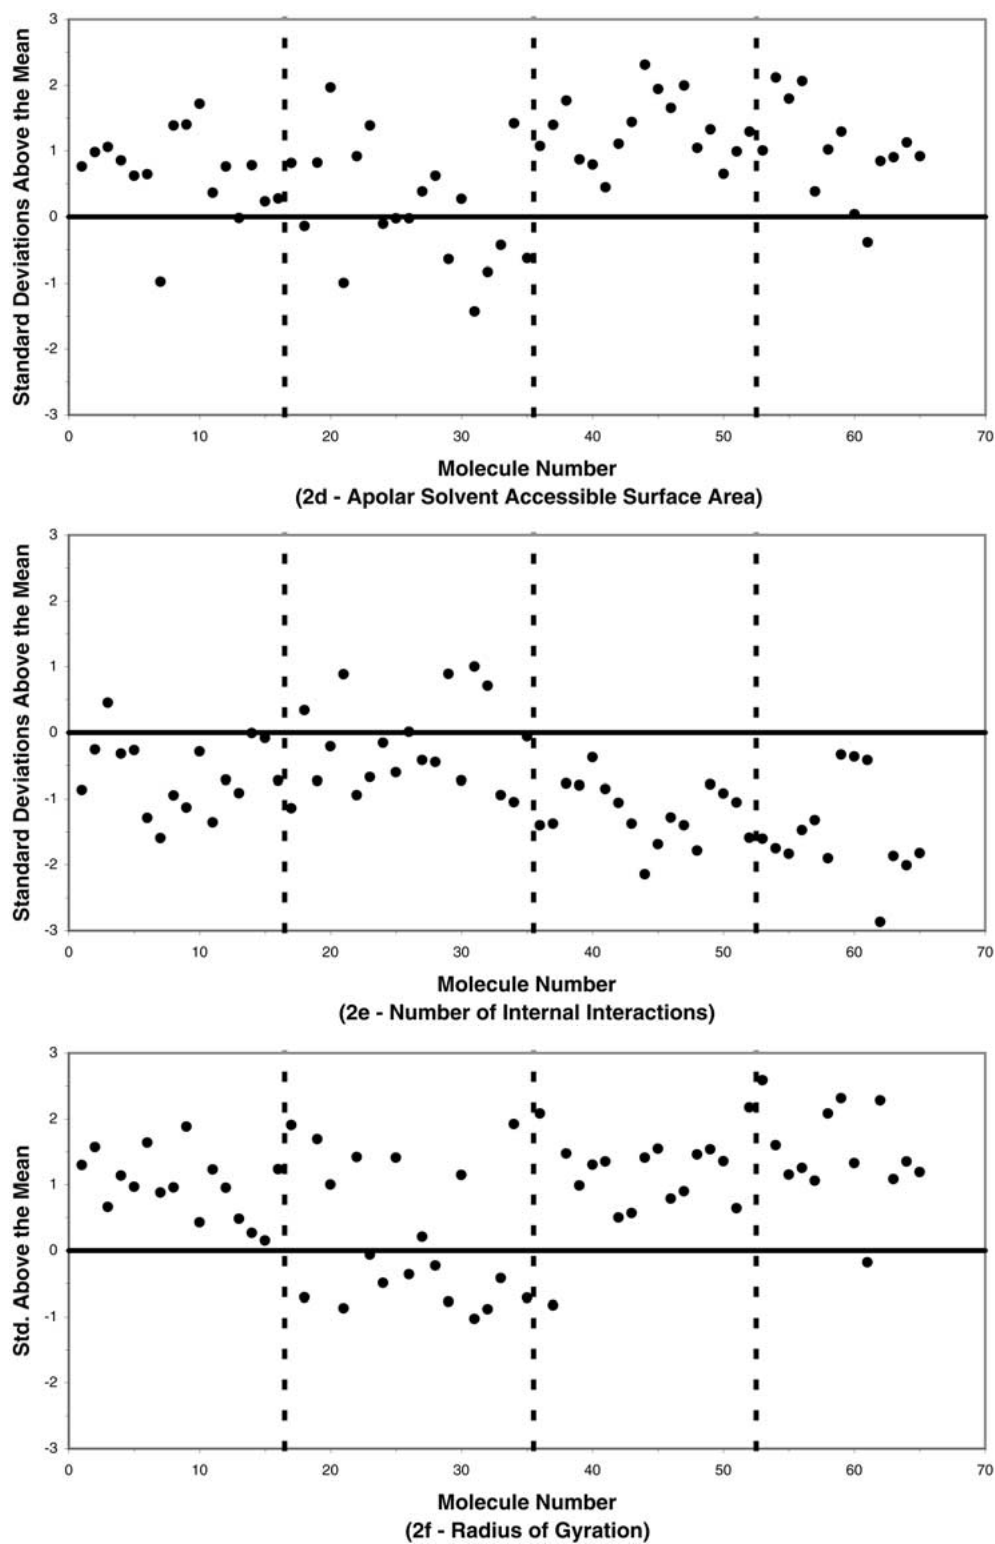 Standard Deviations Above the Mean
3
2
1
0
-1
-2
-3
0 10 20 30 40 50 60 70
Molecule Number
(2d - Apolar Solvent Accessible Surface Area)
Standard Deviations Above the Mean
3
2
1
0
-1
-2
-3
0 10 20 30 40 50 60 70
Molecule Number
(2e - Number of Internal Interactions)
Std. Above the Mean
3
2
1
0
-1
-2
-3
0 10 20 30 40 50 60 70
Molecule Number
(2f - Radius of Gyration)